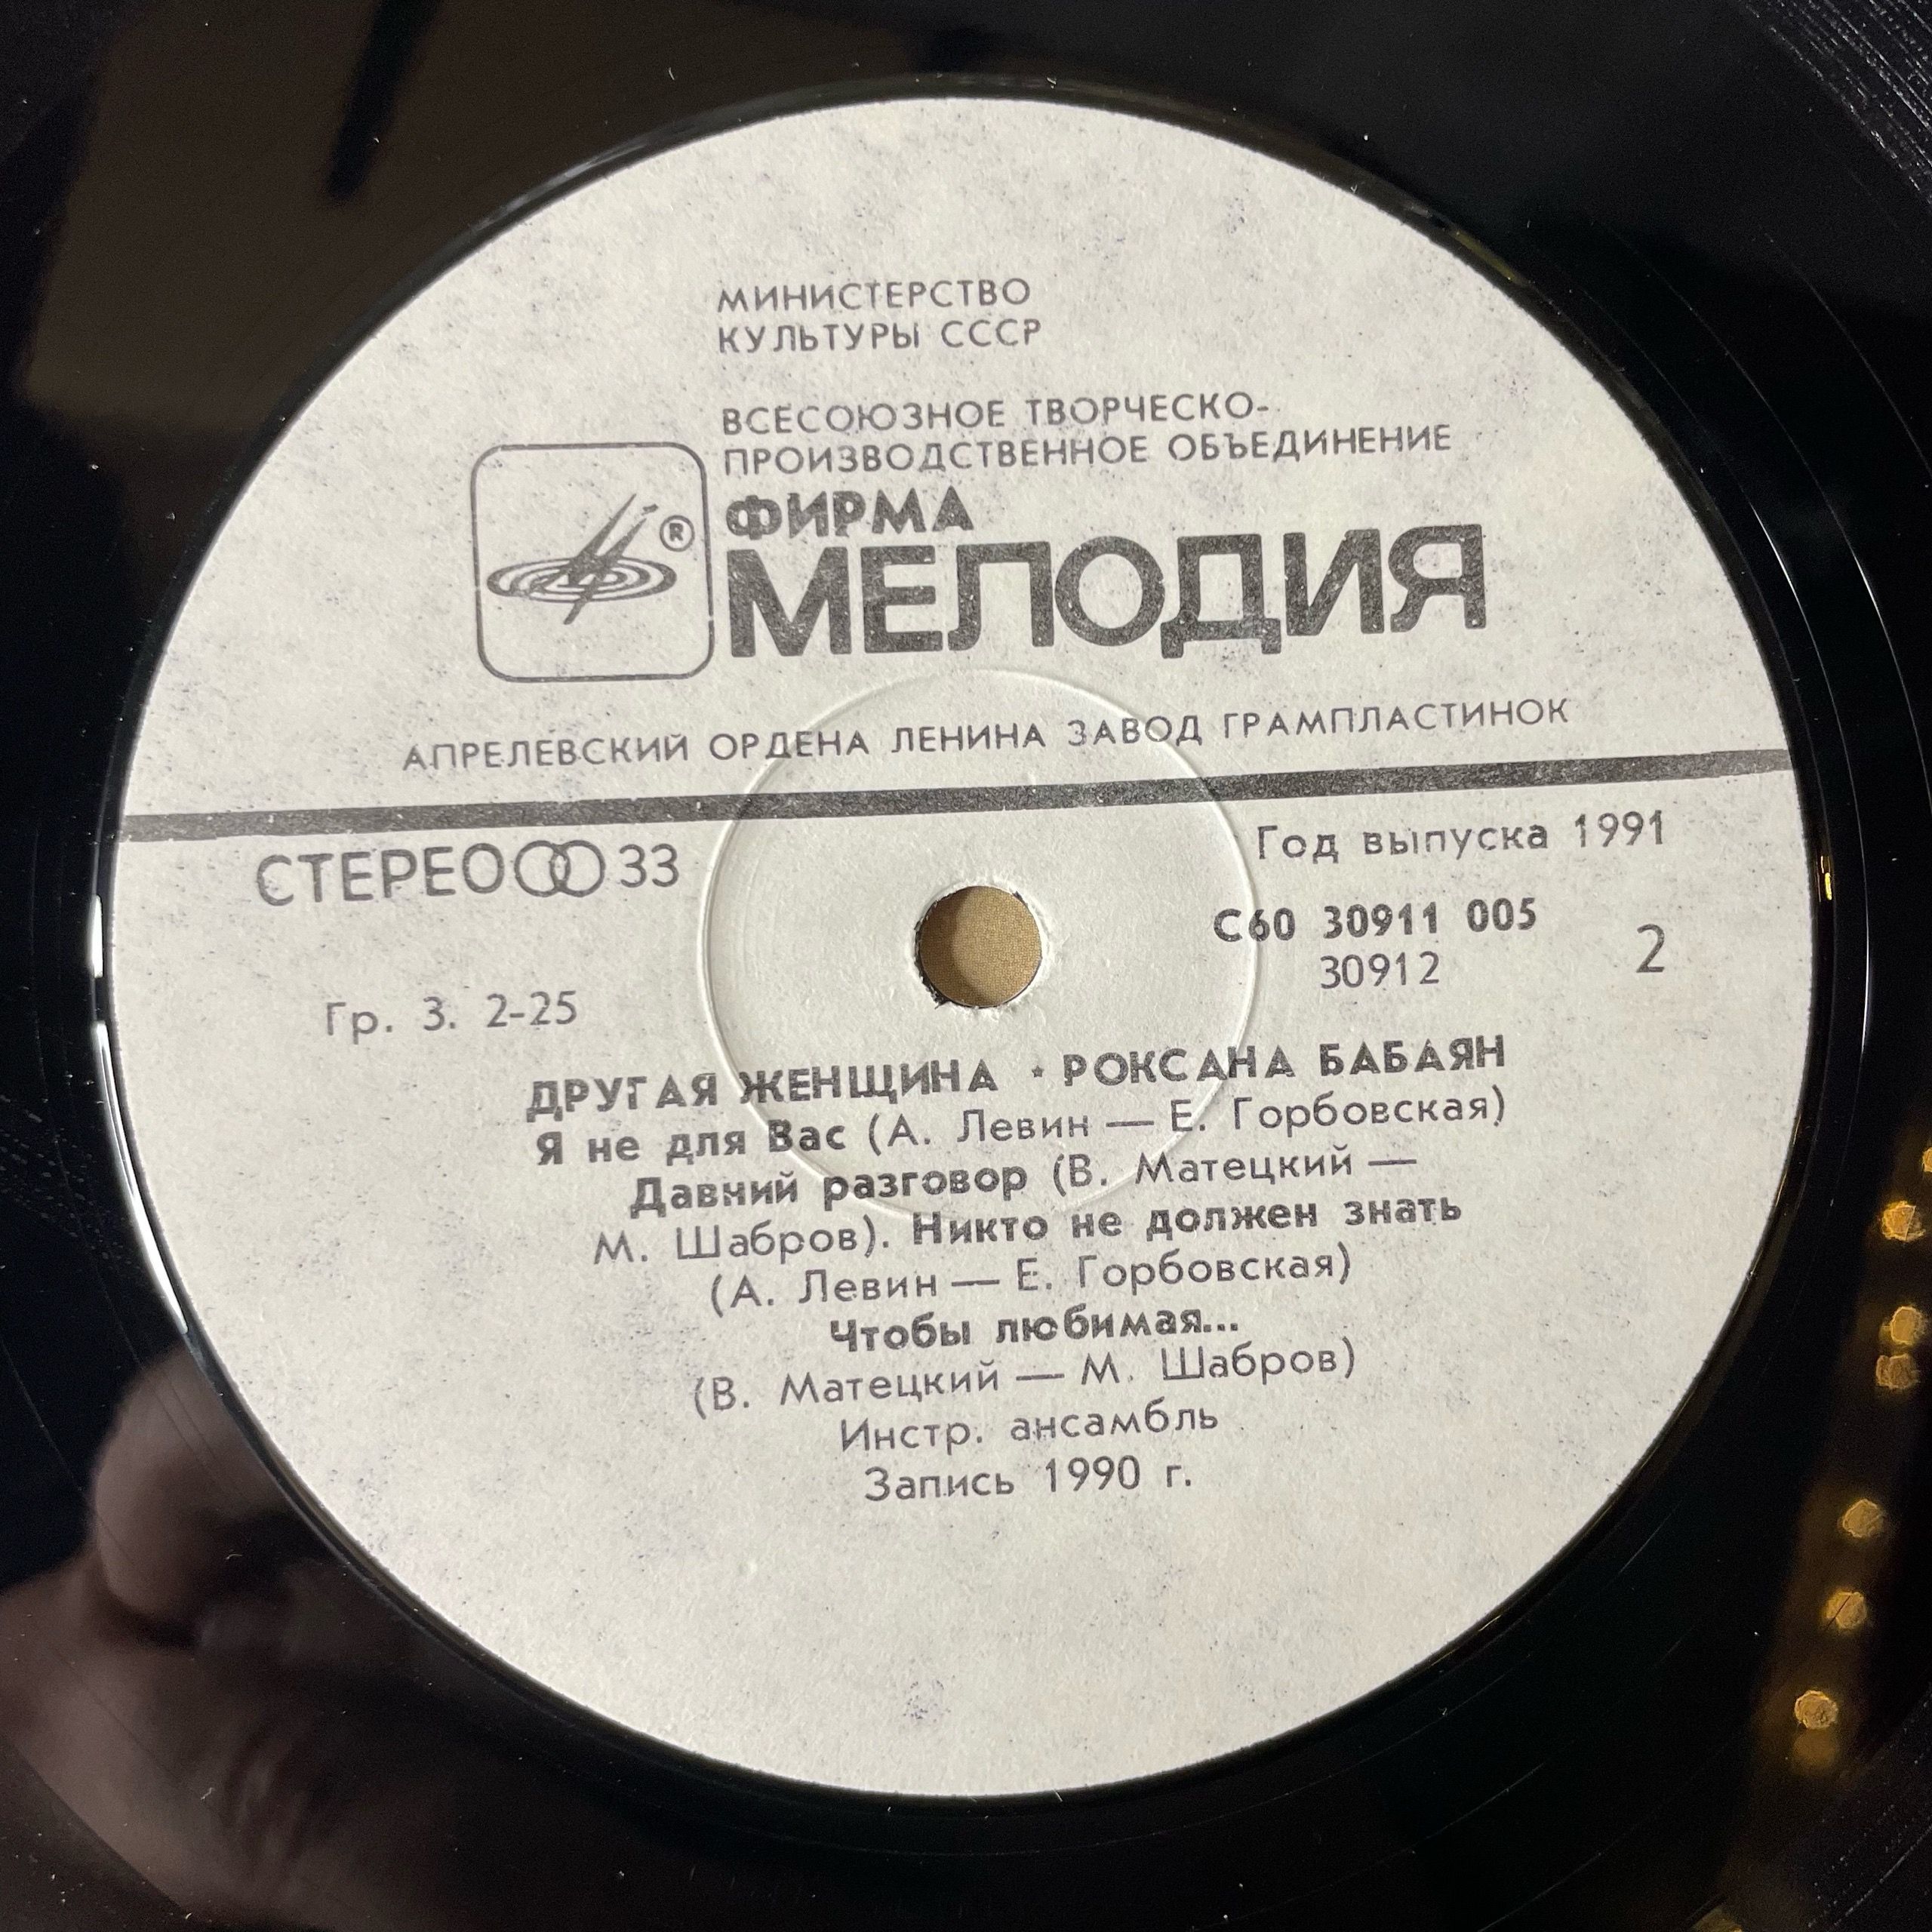 МИНИСТЕРСТВО
КУЛЬТУРЫ СССР
ВСЕСОЮЗНОЕ ТВОРЧЕСКО-
ПРОИЗВОДСТВЕННОЕ ОБЪЕДИНЕНИЕ
ФИРМА
®
МЕЛОДИЯ
АПРЕЛЕВСКИЙ ОРДЕНА ЛЕНИНА ЗАВОД ГРАМПЛАСТИНОК
СТЕРЕО 33
Год выпуска 1991
С60 30911 005
30912
2
Гр. 3. 2-25
ДРУГАЯ ЖЕНЩИНА · РОКСАНА БАБАЯН
Я не для Вас (А. Левин — Е. Горбовская)
Давний разговор (В. Матецкий —
М. Шабров). Никто не должен знать
(А. Левин — Е. Горбовская)
Чтобы любимая...
(В. Матецкий — М. Шабров)
Инстр. ансамбль
Запись 1990 г.